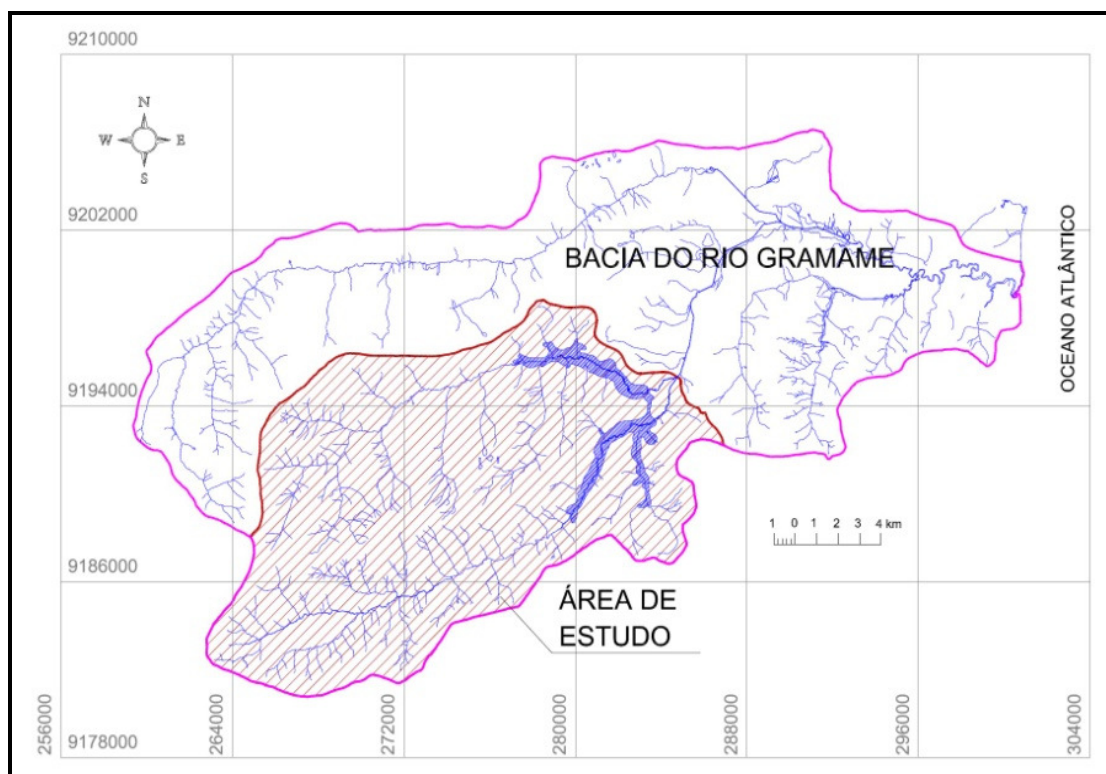 9210000
N
W
E
S
9202000
BACIA DO RIO GRAMAME
OCEANO ATLÂNTICO
9194000
1 0 1 2 3 4 km
9186000
ÁREA DE
ESTUDO
9178000
256000
264000
272000
280000
288000
296000
304000